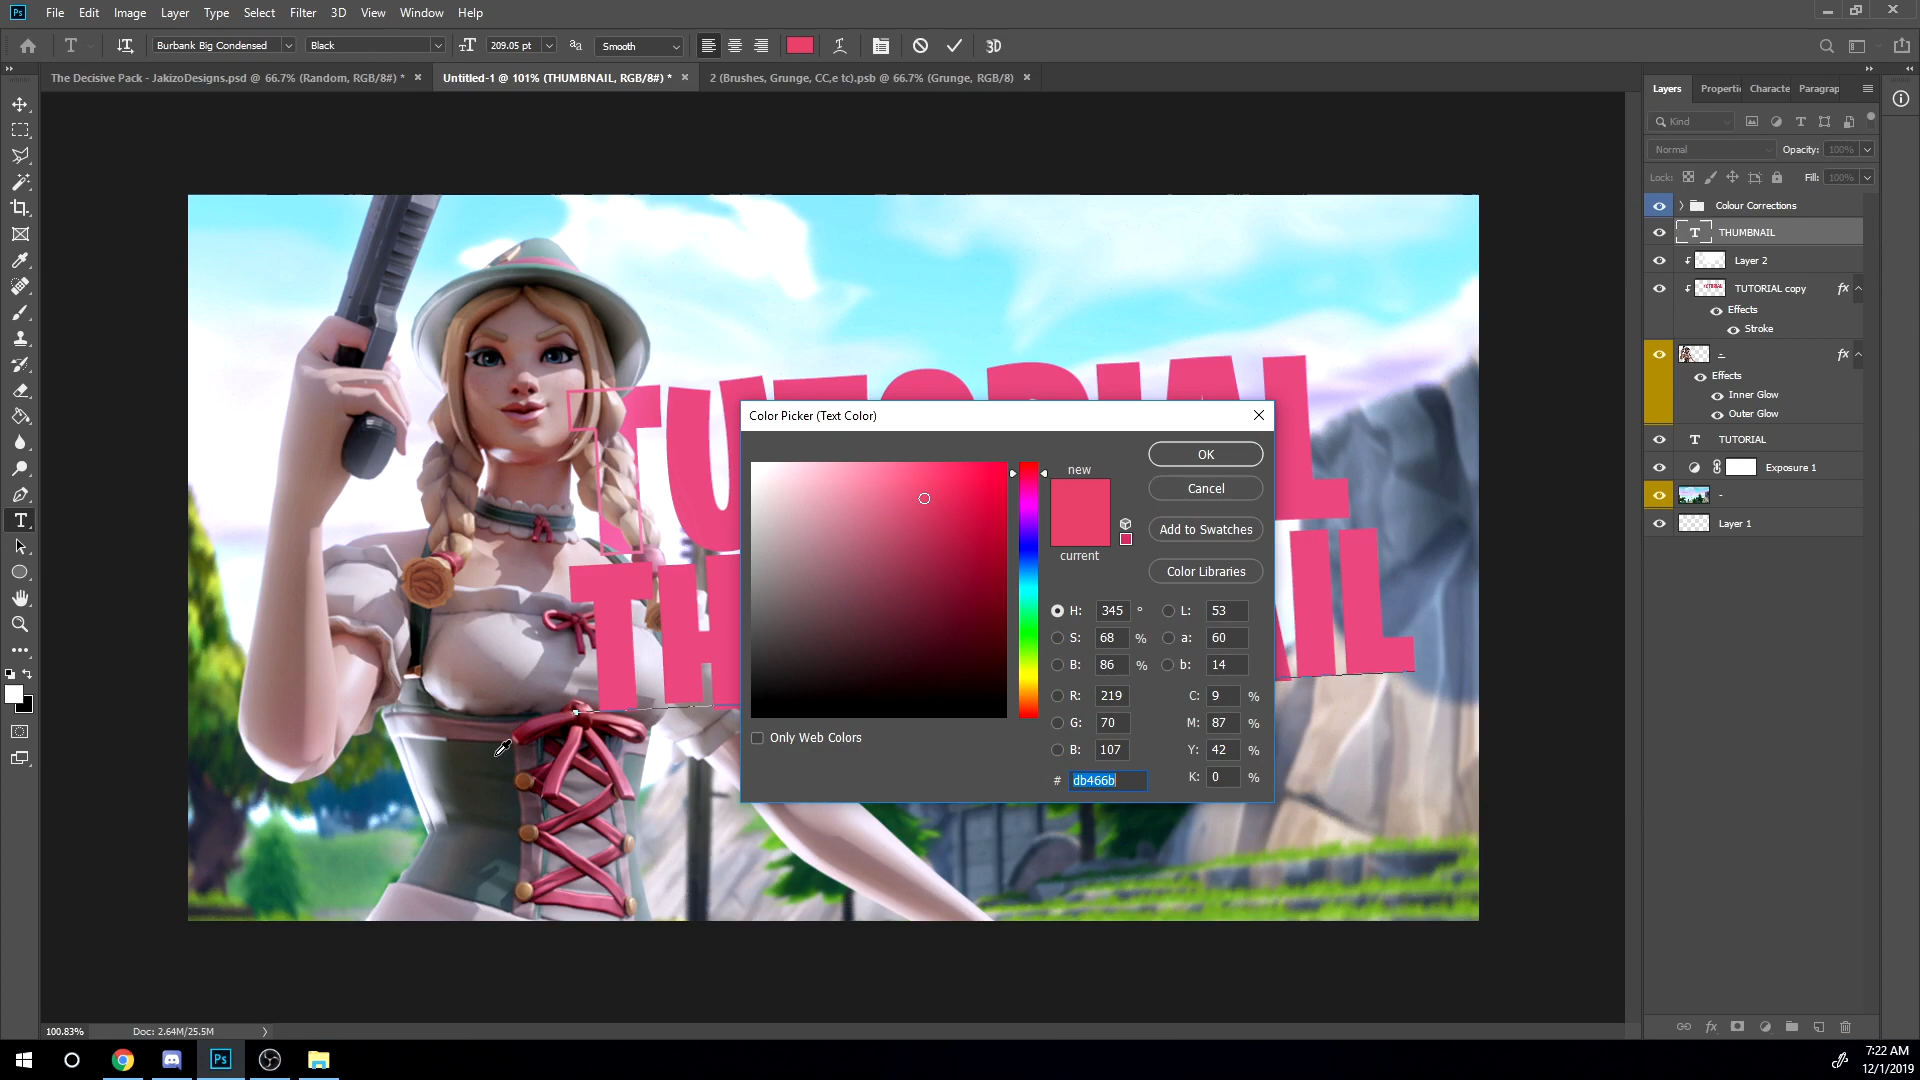 Ps File Edit Image Layer Type Select Filter 3D View Window Help
T Burbank Big Condensed Black 209.05 pt aa Smooth 3D
The Decisive Pack - JakizoDesigns.psd @ 66.7% (Random, RGB/8#) * × Untitled-1 @ 101% (THUMBNAIL, RGB/8#) * × 2 (Brushes, Grunge, CC,e tc).psb @ 66.7% (Grunge, RGB/8) ×
Layers Properti Characte Paragrap
Kind
Normal Opacity: 100%
Lock: Fill: 100%
Colour Corrections
T THUMBNAIL
Layer 2
TUTORIAL copy fx
Effects
Stroke
- fx
Effects
Inner Glow
Outer Glow
T TUTORIAL
Exposure 1
-
Layer 1
TUTORIAL
TH AIL
Color Picker (Text Color)
new
current
OK
Cancel
Add to Swatches
Color Libraries
H: 345 ° L: 53
S: 68 % a: 60
B: 86 % b: 14
R: 219 C: 9 %
G: 70 M: 87 %
B: 107 Y: 42 %
# db466b K: 0 %
Only Web Colors
100.83% Doc: 2.64M/25.5M
Ps
7:22 AM
12/1/2019